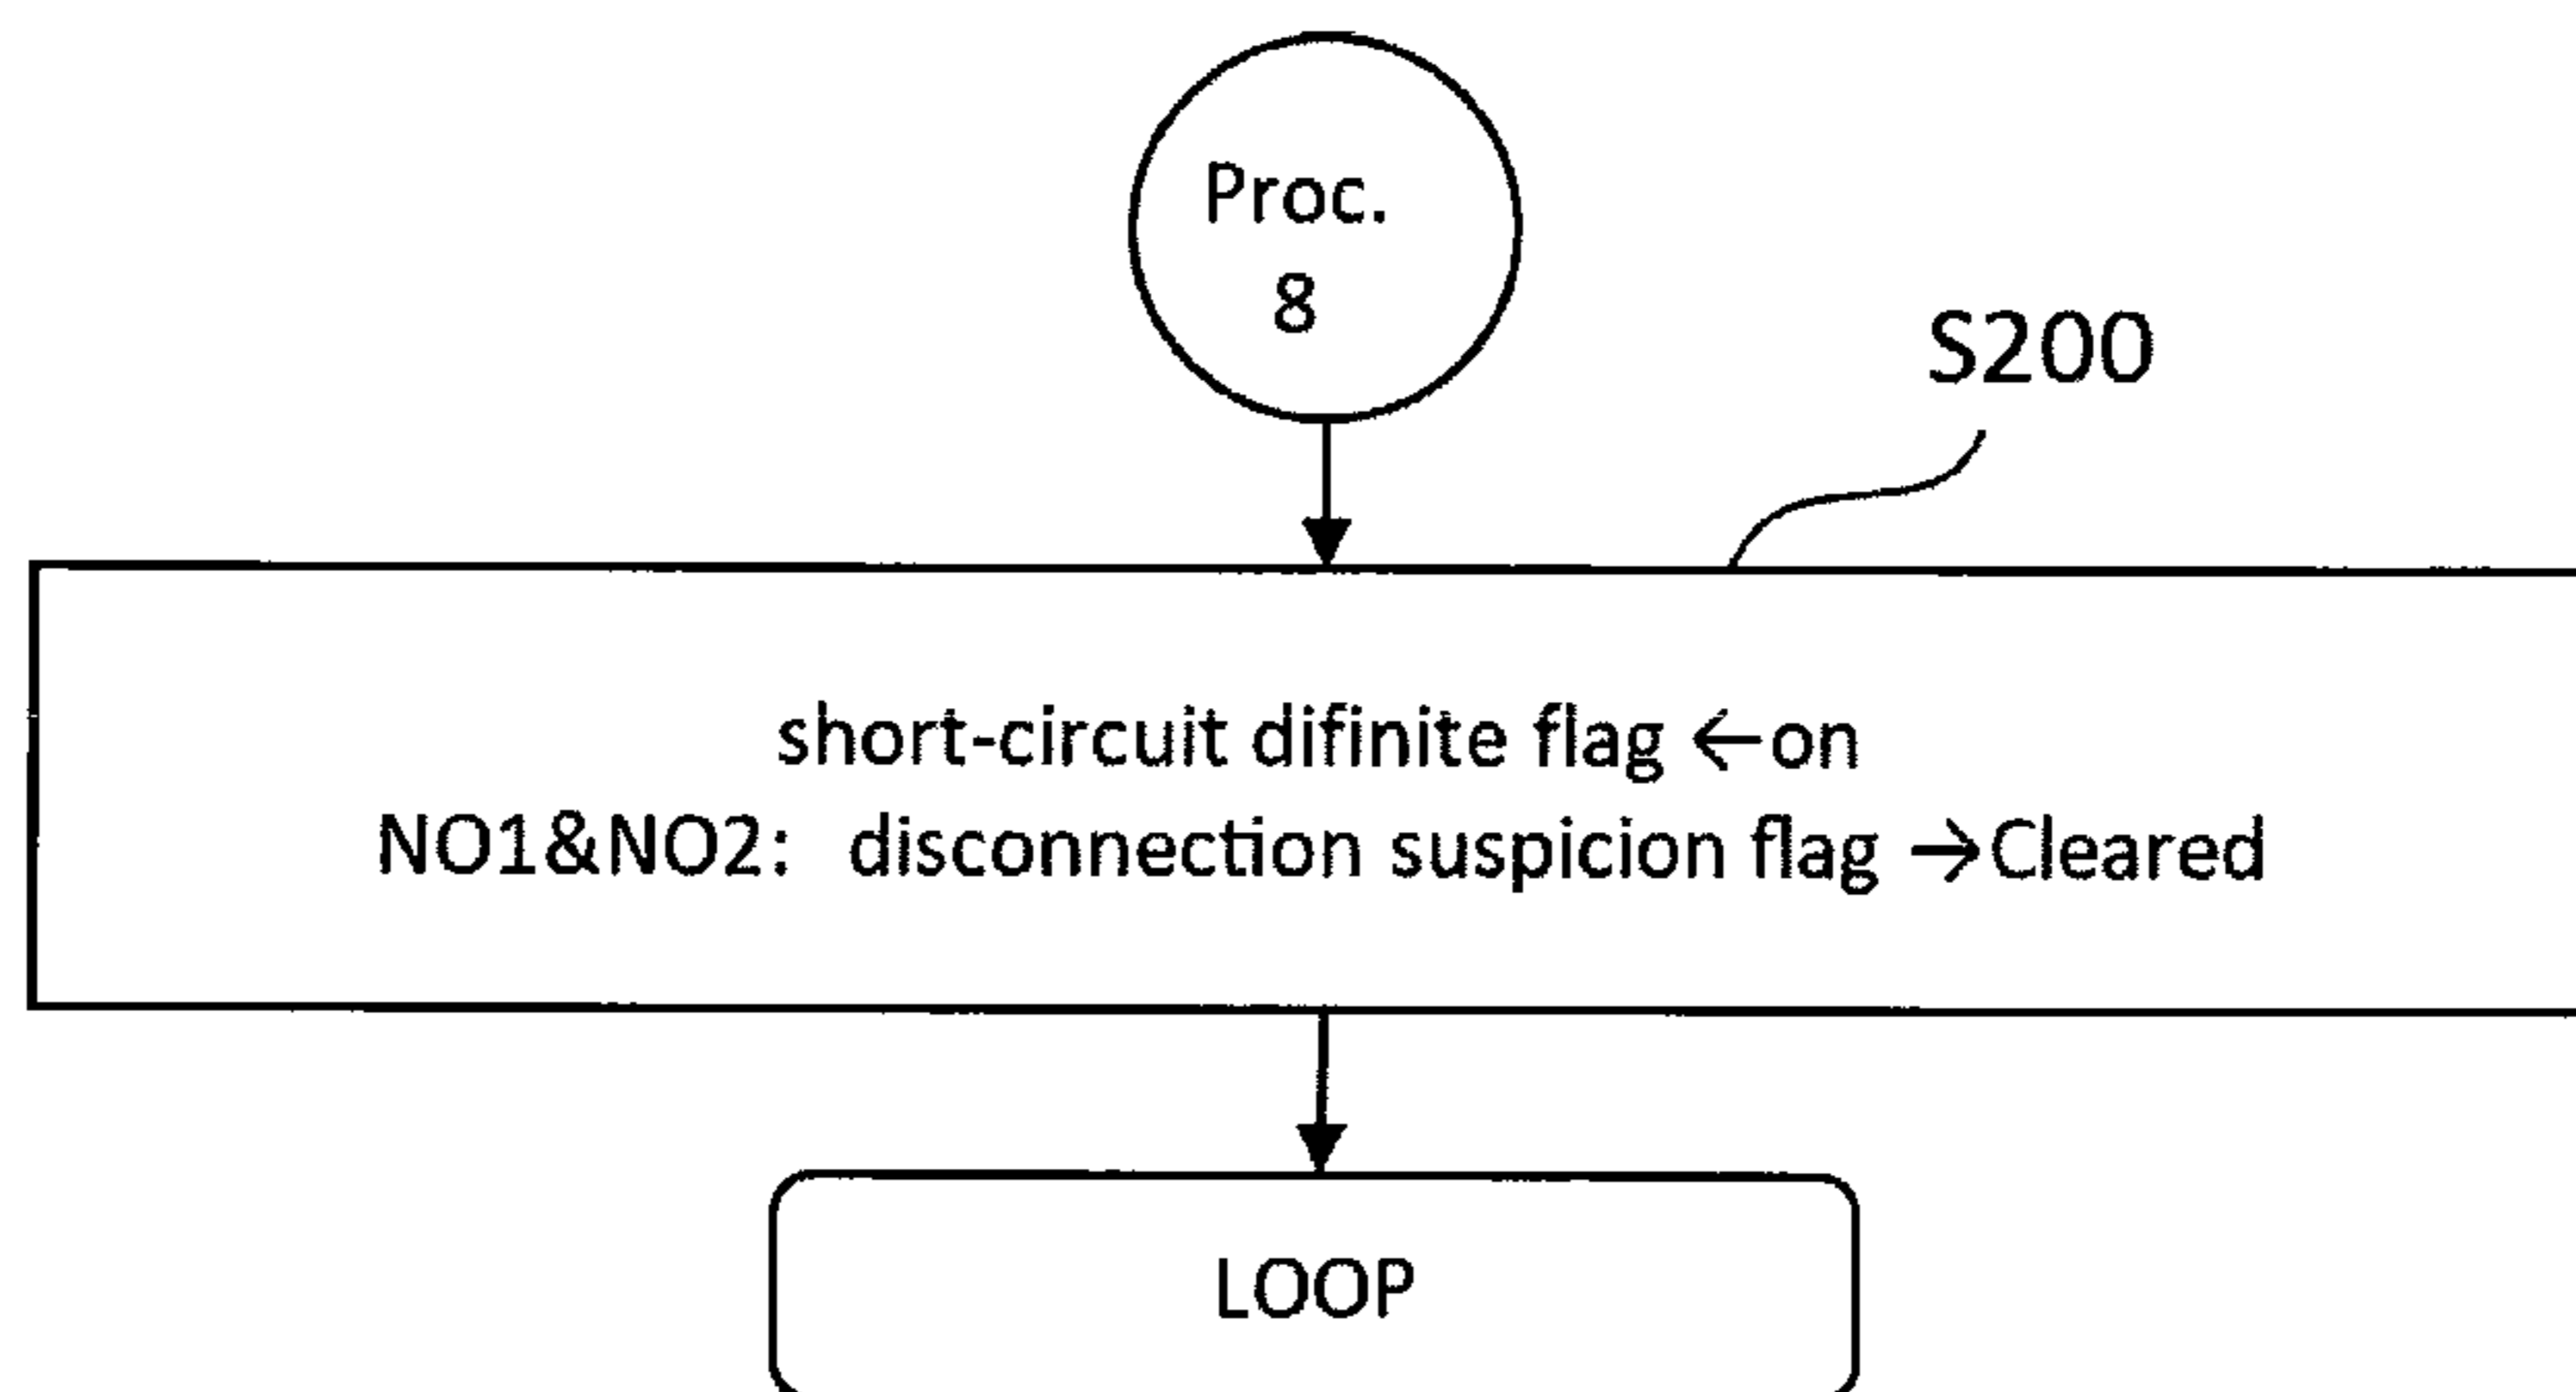 Proc.
8
S200
short-circuit difinite flag ←on
NO1&NO2: disconnection suspicion flag →Cleared
LOOP